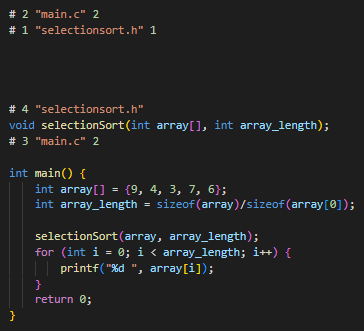 # 2 "main.c" 2
# 1 "selectionsort.h" 1
# 4 "selectionsort.h"
void selectionSort(int array[], int array_length);
# 3 "main.c" 2
int main() {
    int array[] = {9, 4, 3, 7, 6};
    int array_length = sizeof(array)/sizeof(array[0]);
    selectionSort(array, array_length);
    for (int i = 0; i < array_length; i++) {
        printf("%d ", array[i]);
    }
    return 0;
}